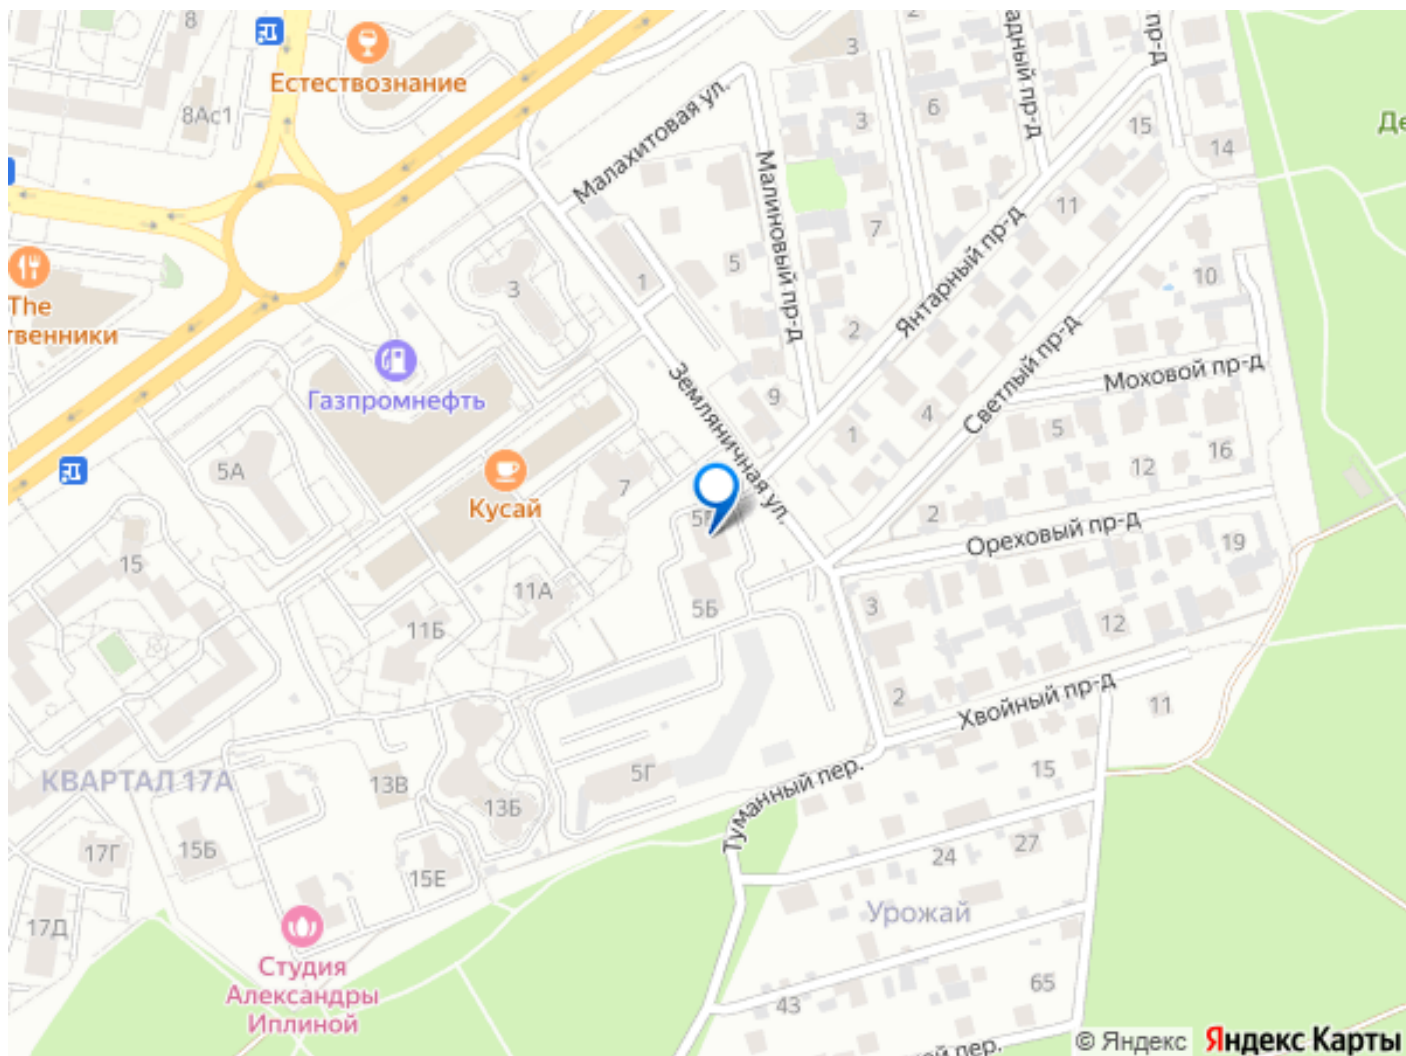 8
2
Естествознание
3
8Ас1
Малахитовая ул.
6
3
15
14
Малиновый пр-д
11
7
5
Янтарный пр-д
10
3
1
The
твенники
2
Светлый пр-д
Газпромнефть
Земляничная ул.
Моховой пр-д
9
4
1
5
5А
7
12
16
Кусай
2
Ореховый пр-д
19
15
11А
5Б
3
11Б
12
2
Хвойный пр-д
11
КВАРТАЛ 17А
13В
5Г
15
13Б
Туманный пер.
17Г
15Б
24
27
15Е
Урожай
17Д
Студия
Александры
Иплиной
65
43
пер.
© Яндекс
Яндекс Карты
пр-д
пр-д